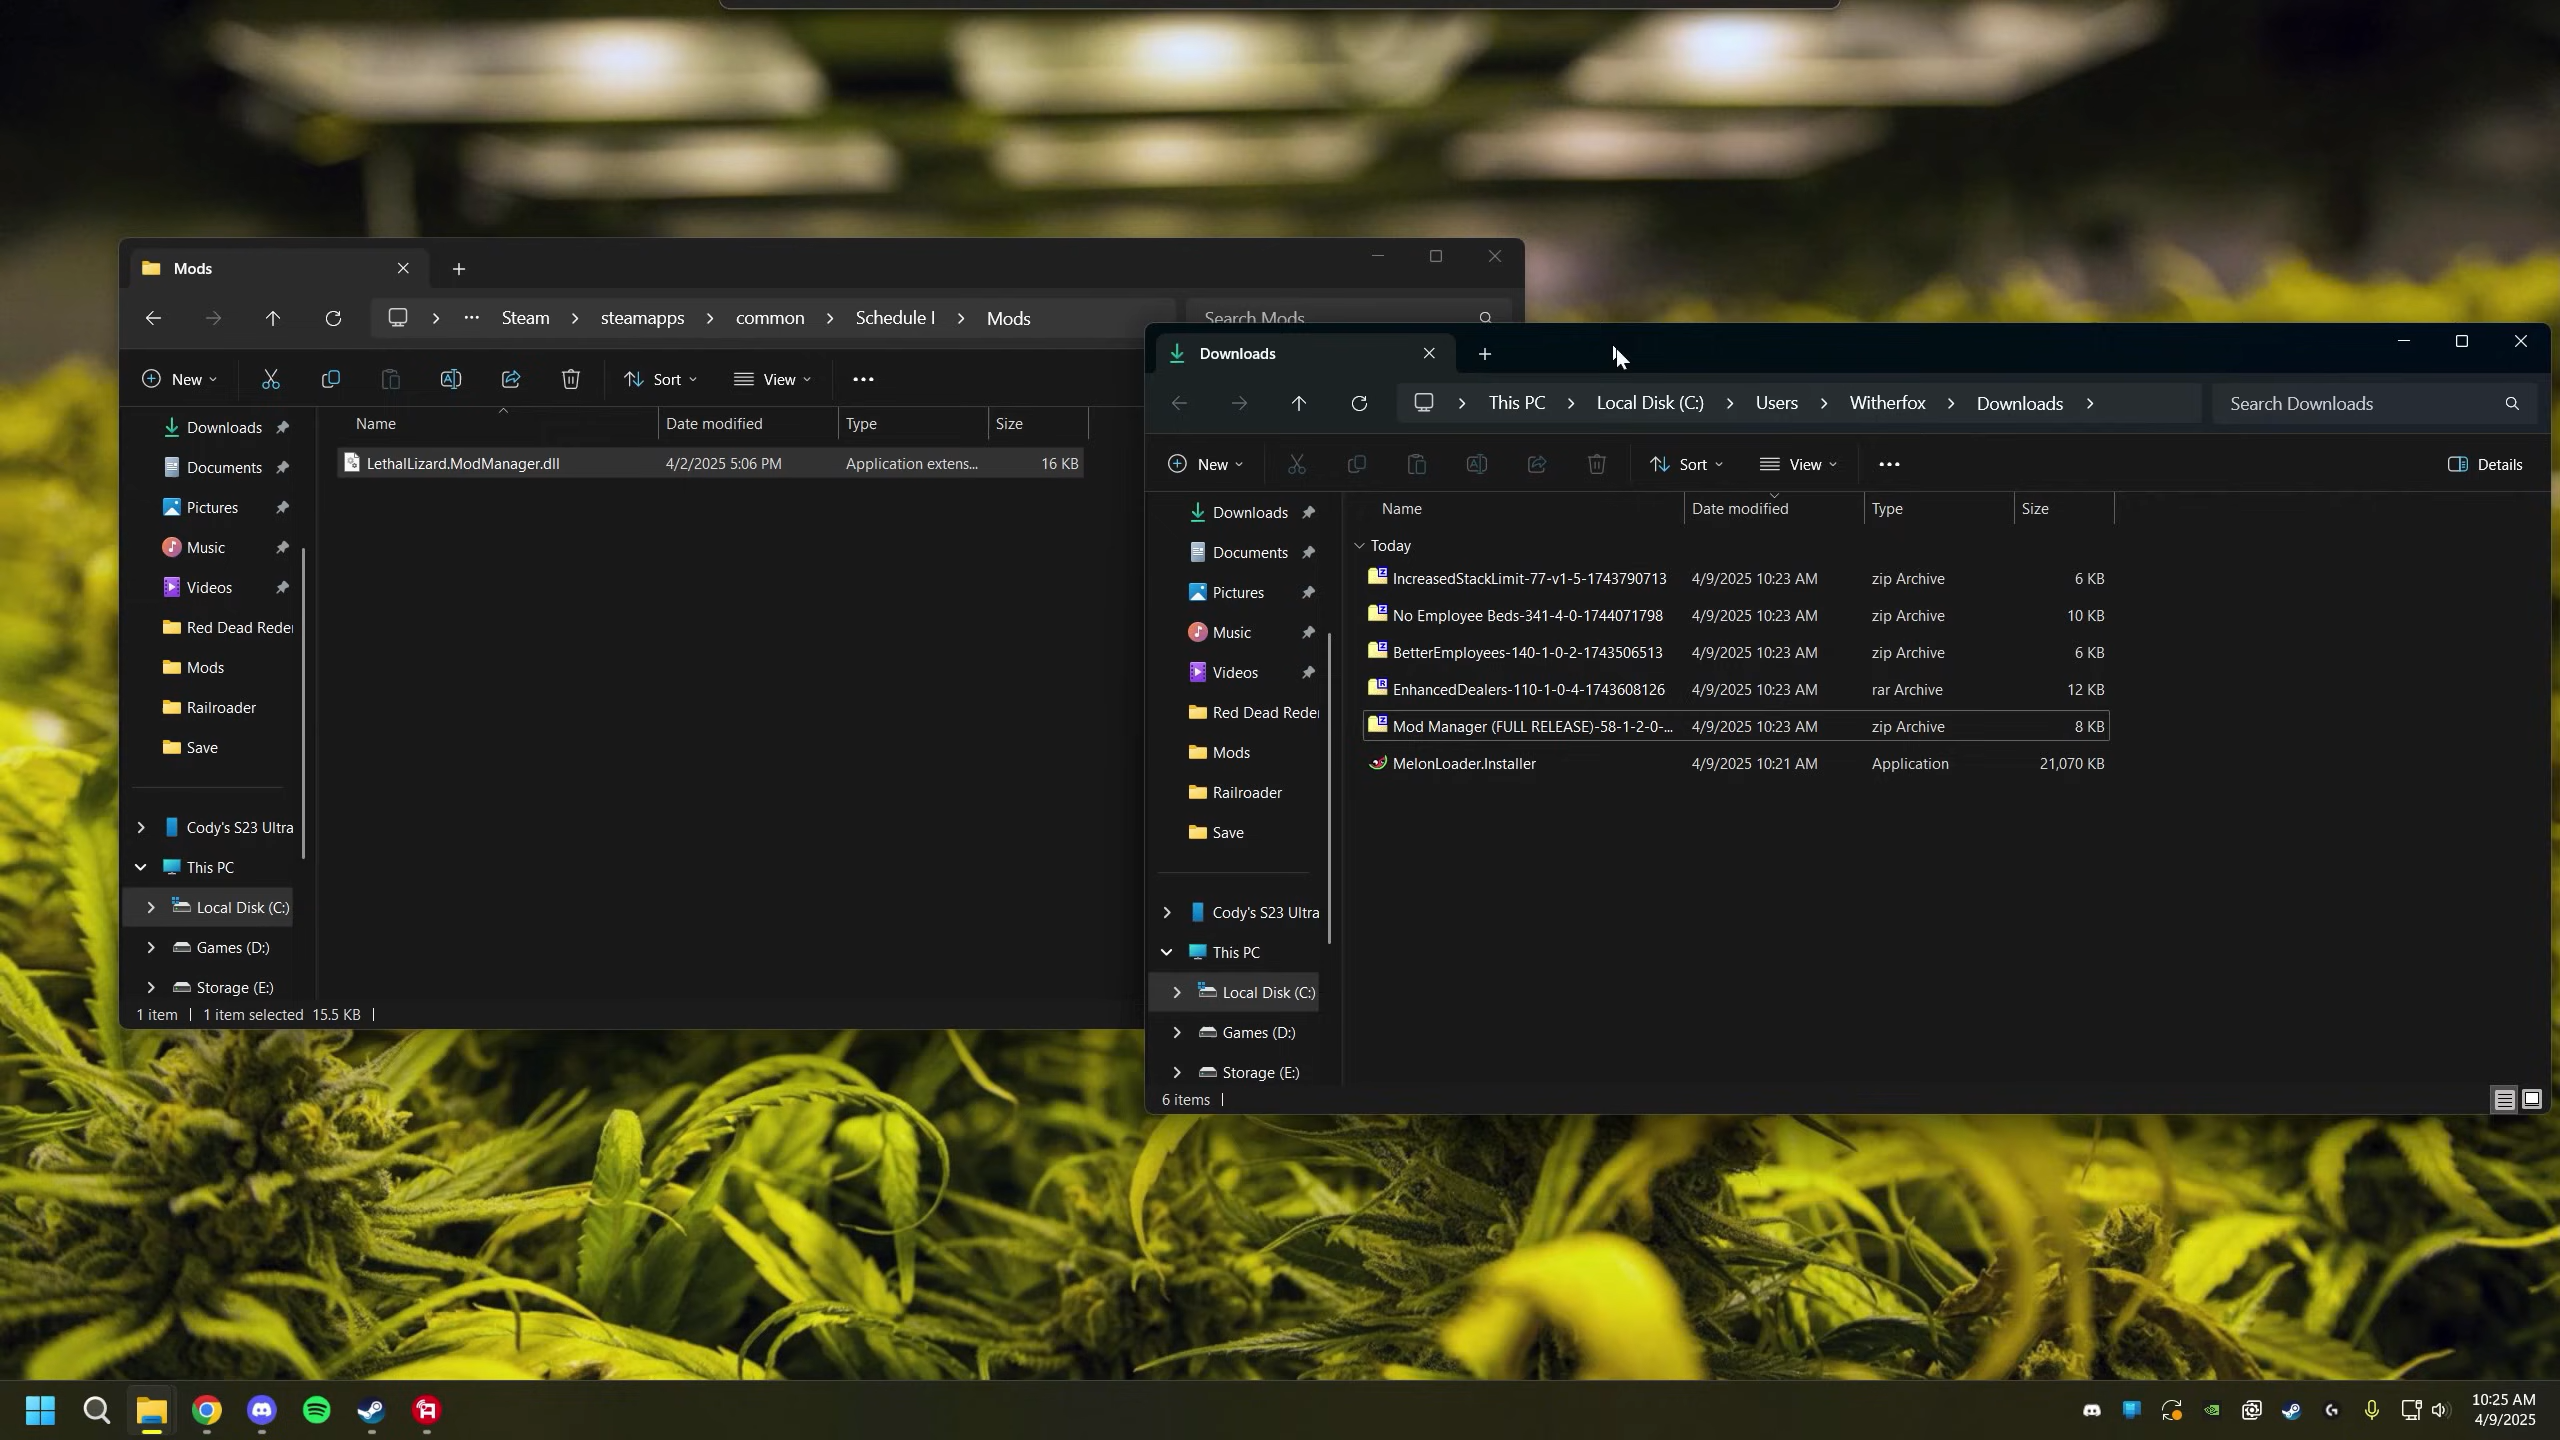 Mods
Steam
steamapps
common
Schedule I
Mods
Search Mods
New
Sort
View
Name
Date modified
Type
Size
Downloads
Documents
Pictures
Music
Videos
Red Dead Reder
Mods
Railroader
Save
Cody's S23 Ultra
This PC
Local Disk (C:)
Games (D:)
Storage (E:)
LethalLizard.ModManager.dll 4/2/2025 5:06 PM Application extens... 16 KB
1 item 1 item selected 15.5 KB
Downloads
This PC
Local Disk (C:)
Users
Witherfox
Downloads
Search Downloads
New
Sort
View
Details
Name
Date modified
Type
Size
Downloads
Documents
Pictures
Music
Videos
Red Dead Reder
Mods
Railroader
Save
Cody's S23 Ultra
This PC
Local Disk (C:)
Games (D:)
Storage (E:)
Today
IncreasedStackLimit-77-v1-5-1743790713 4/9/2025 10:23 AM zip Archive 6 KB
No Employee Beds-341-4-0-1744071798 4/9/2025 10:23 AM zip Archive 10 KB
BetterEmployees-140-1-0-2-1743506513 4/9/2025 10:23 AM zip Archive 6 KB
EnhancedDealers-110-1-0-4-1743608126 4/9/2025 10:23 AM rar Archive 12 KB
Mod Manager (FULL RELEASE)-58-1-2-0-... 4/9/2025 10:23 AM zip Archive 8 KB
MelonLoader.Installer 4/9/2025 10:21 AM Application 21,070 KB
6 items
10:25 AM
4/9/2025